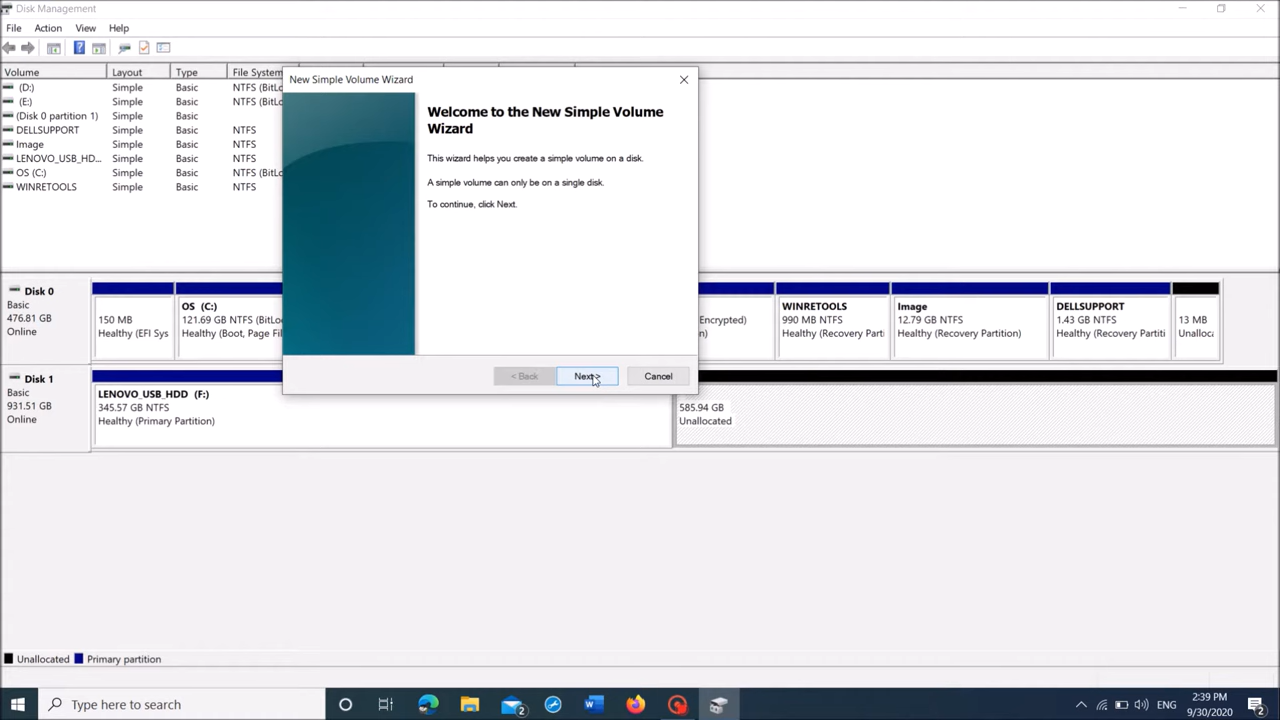 Disk Management
File Action View Help
Volume Layout Type File System
(D:) Simple Basic NTFS (BitLo
(E:) Simple Basic NTFS (BitLo
(Disk 0 partition 1) Simple Basic
DELLSUPPORT Simple Basic NTFS
Image Simple Basic NTFS
LENOVO_USB_HD... Simple Basic NTFS
OS (C:) Simple Basic NTFS (BitLo
WINRETOOLS Simple Basic NTFS
New Simple Volume Wizard
Welcome to the New Simple Volume
Wizard
This wizard helps you create a simple volume on a disk.
A simple volume can only be on a single disk.
To continue, click Next.
< Back Next > Cancel
Disk 0
Basic
476.81 GB
Online
150 MB
Healthy (EFI Sys
OS (C:)
121.69 GB NTFS (BitLo
Healthy (Boot, Page Fi
Encrypted)
n)
WINRETOOLS
990 MB NTFS
Healthy (Recovery Parti
Image
12.79 GB NTFS
Healthy (Recovery Partition)
DELLSUPPORT
1.43 GB NTFS
Healthy (Recovery Partiti
13 MB
Unalloca
Disk 1
Basic
931.51 GB
Online
LENOVO_USB_HDD (F:)
345.57 GB NTFS
Healthy (Primary Partition)
585.94 GB
Unallocated
Unallocated Primary partition
Type here to search
2
ENG
2:39 PM
9/30/2020
2